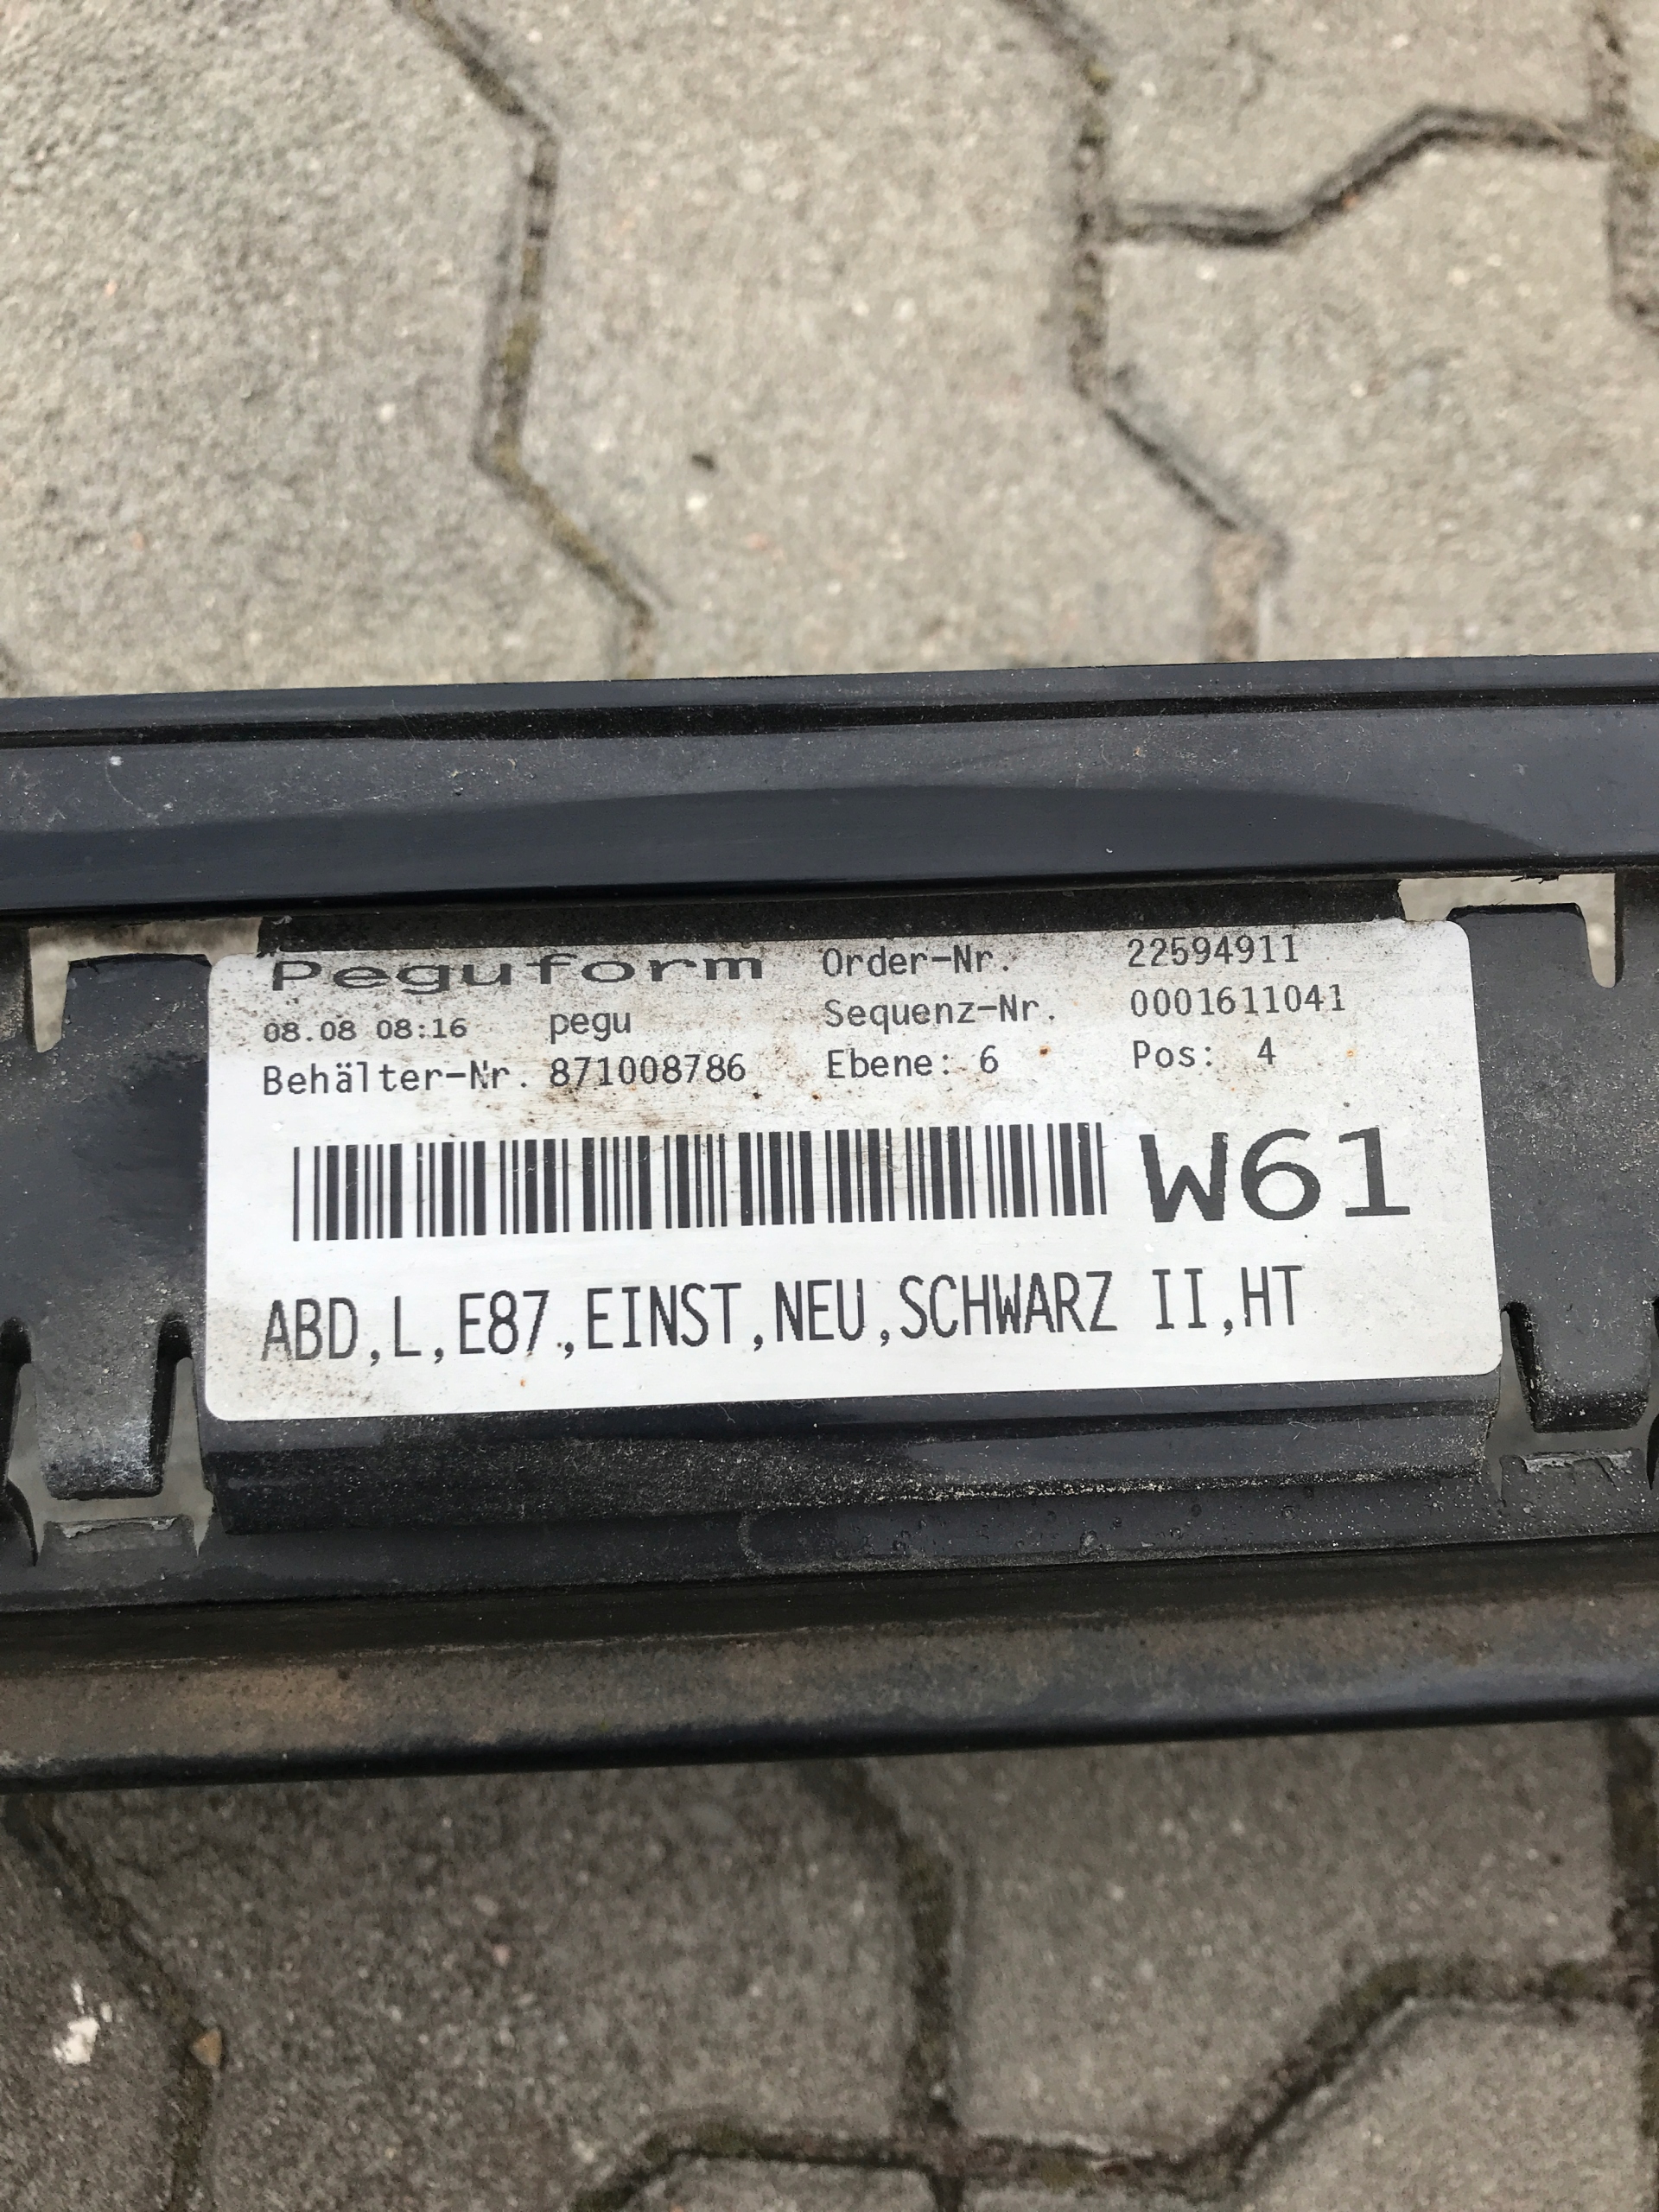 Peguform Order-Nr. 22594911
08.08 08:16 pegu Sequenz-Nr. 0001611041
Behälter-Nr. 871008786 Ebene: 6 Pos: 4
W61
ABD,L,E87,EINST,NEU,SCHWARZ II,HT